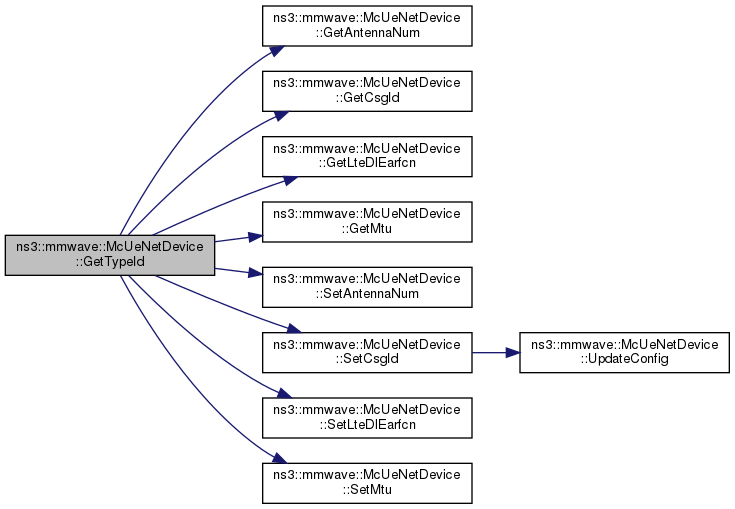 ns3::mmwave::McUeNetDevice
::GetAntennaNum
ns3::mmwave::McUeNetDevice
::GetCsgId
ns3::mmwave::McUeNetDevice
::GetLteDlEarfcn
ns3::mmwave::McUeNetDevice
::GetMtu
ns3::mmwave::McUeNetDevice
::GetTypeId
ns3::mmwave::McUeNetDevice
::SetAntennaNum
ns3::mmwave::McUeNetDevice
::SetCsgId
ns3::mmwave::McUeNetDevice
::UpdateConfig
ns3::mmwave::McUeNetDevice
::SetLteDlEarfcn
ns3::mmwave::McUeNetDevice
::SetMtu